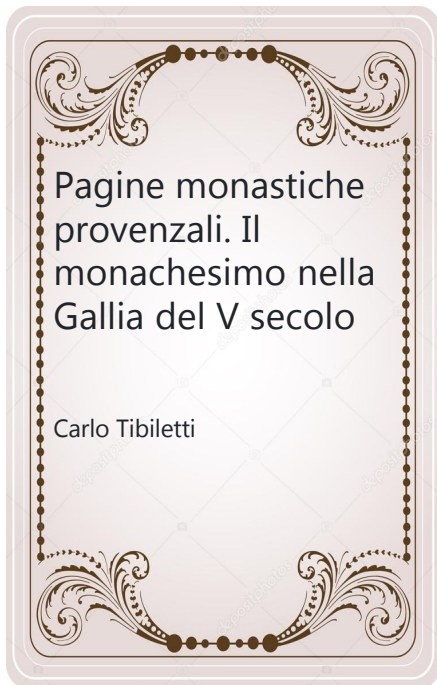 Pagine monastiche
provenzali. Il
monachesimo nella
Gallia del V secolo
Carlo Tibiletti